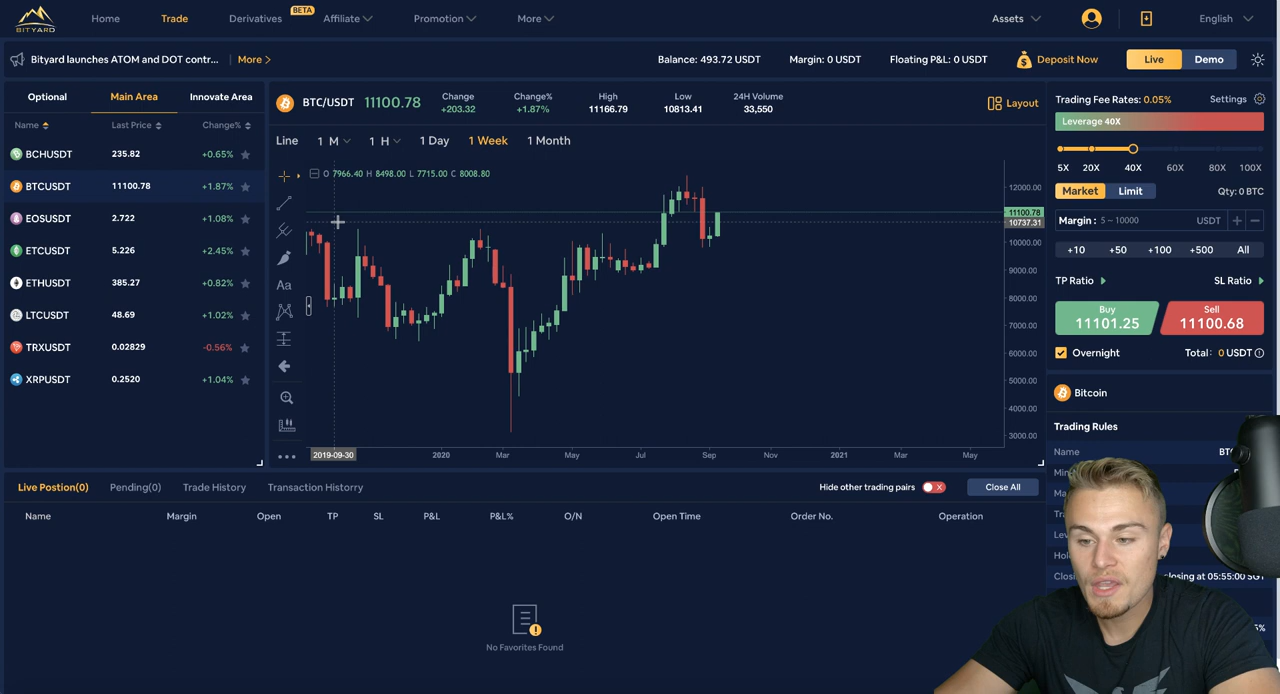 BITYARD
Home
Trade
Derivatives
BETA
Affiliate
Promotion
More
Assets
English
Bityard launches ATOM and DOT contr...
More >
Balance: 493.72 USDT
Margin: 0 USDT
Floating P&L: 0 USDT
Deposit Now
Live
Demo
Optional
Main Area
Innovate Area
Name
Last Price
Change%
BCHUSDT 235.82 +0.65%
BTCUSDT 11100.78 +1.87%
EOSUSDT 2.722 +1.08%
ETCUSDT 5.226 +2.45%
ETHUSDT 385.27 +0.82%
LTCUSDT 48.69 +1.02%
TRXUSDT 0.02829 -0.56%
XRPUSDT 0.2520 +1.04%
BTC/USDT 11100.78
Change
+203.32
Change%
+1.87%
High
11166.79
Low
10813.41
24H Volume
33,550
Layout
Line
1 M
1 H
1 Day
1 Week
1 Month
O 7966.40 H 8498.00 L 7715.00 C 8008.80
Aa
12000.00
11100.78
10737.31
10000.00
9000.00
8000.00
7000.00
6000.00
5000.00
4000.00
3000.00
2019-09-30
2020
Mar
May
Jul
Sep
Nov
2021
Mar
May
Trading Fee Rates: 0.05%
Settings
Leverage 40X
5X 20X 40X 60X 80X 100X
Market
Limit
Qty: 0 BTC
Margin : 5 ~ 10000 USDT + −
+10 +50 +100 +500 All
TP Ratio
SL Ratio
Buy
11101.25
Sell
11100.68
Overnight
Total: 0 USDT
Bitcoin
Trading Rules
Name
closing at 05:55:00 SGT
Live Postion(0)
Pending(0)
Trade History
Transaction Historry
Hide other trading pairs
Close All
Name
Margin
Open
TP
SL
P&L
P&L%
O/N
Open Time
Order No.
Operation
No Favorites Found